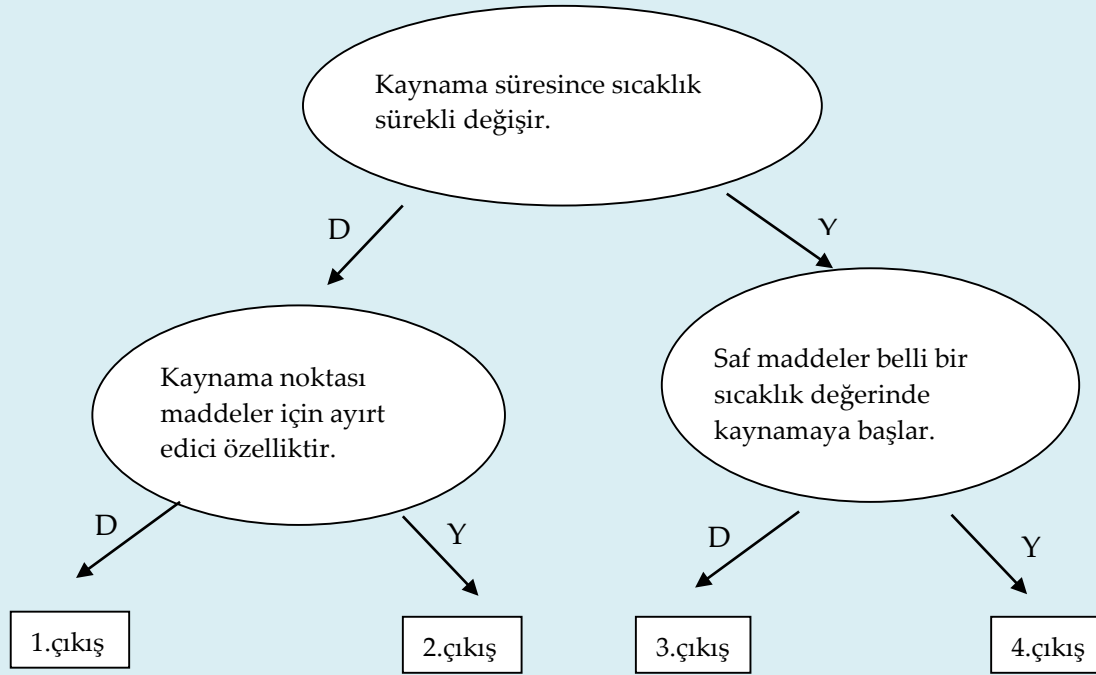 Kaynama süresince sıcaklık
sürekli değişir.
D
Y
Kaynama noktası
maddeler için ayırt
edici özelliktir.
Saf maddeler belli bir
sıcaklık değerinde
kaynamaya başlar.
D
Y
D
Y
1.çıkış
2.çıkış
3.çıkış
4.çıkış